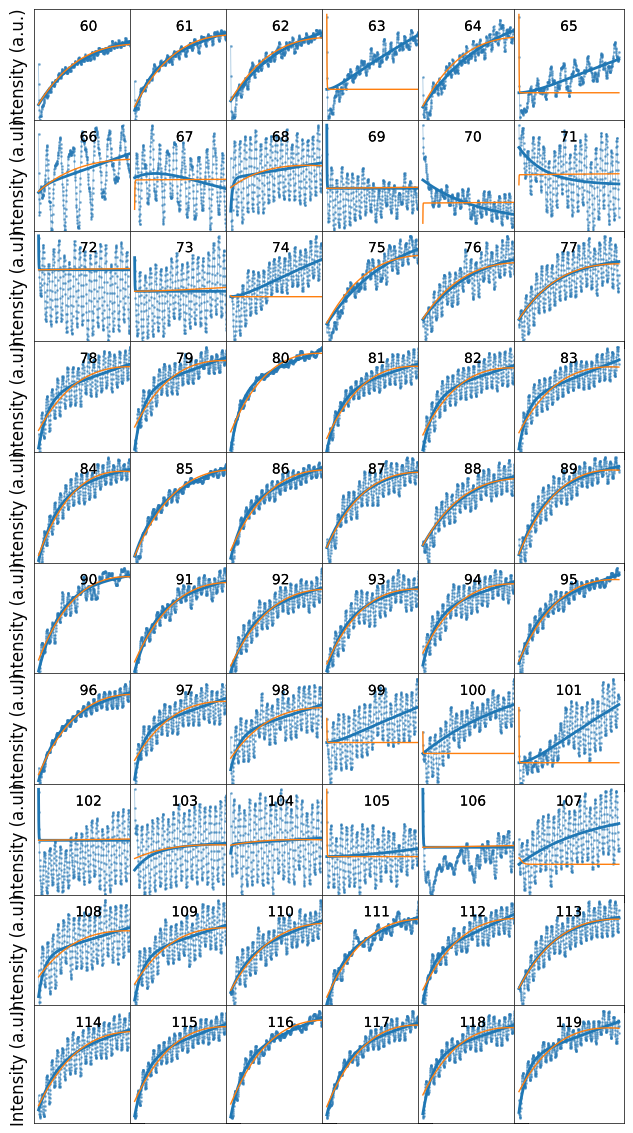 Intensity (a.u.) 60 61 62 63 64 65
Intensity (a.u.) 66 67 68 69 70 71
Intensity (a.u.) 72 73 74 75 76 77
Intensity (a.u.) 78 79 80 81 82 83
Intensity (a.u.) 84 85 86 87 88 89
Intensity (a.u.) 90 91 92 93 94 95
Intensity (a.u.) 96 97 98 99 100 101
Intensity (a.u.) 102 103 104 105 106 107
Intensity (a.u.) 108 109 110 111 112 113
Intensity (a.u.) 114 115 116 117 118 119